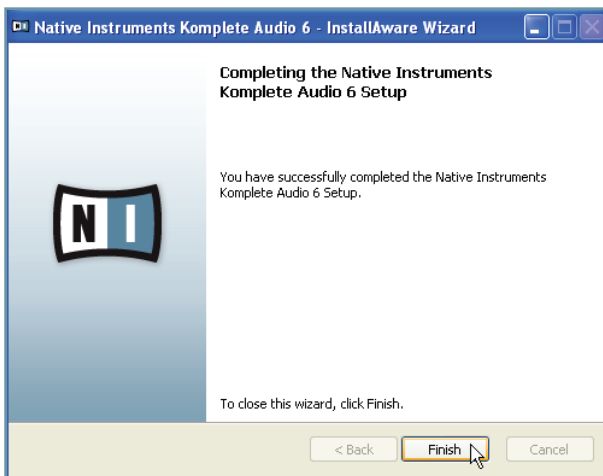 Native Instruments Komplete Audio 6 - InstallAware Wizard
Completing the Native Instruments
Komplete Audio 6 Setup
You have successfully completed the Native Instruments
Komplete Audio 6 Setup.
N I
To close this wizard, click Finish.
< Back Finish Cancel